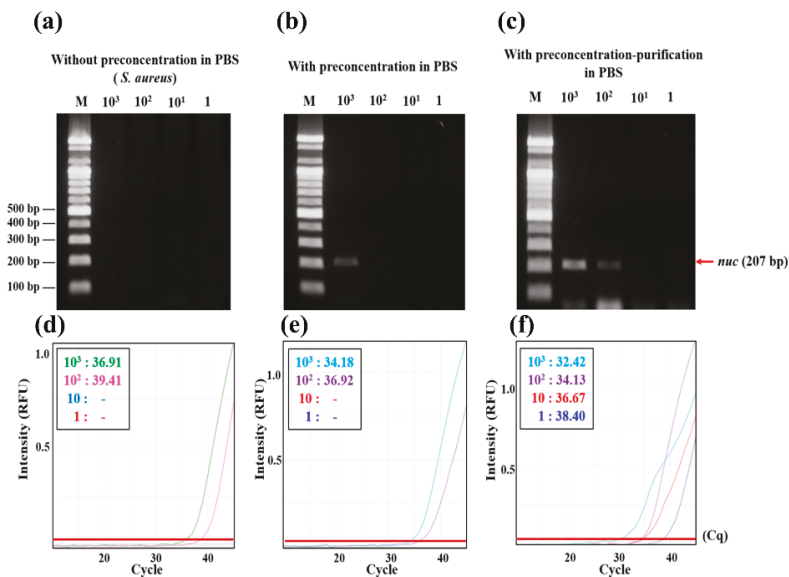 (a)
(b)
(c)
Without preconcentration in PBS
( S. aureus)
With preconcentration in PBS
With preconcentration-purification
in PBS
M 10³ 10² 10¹ 1
M 10³ 10² 10¹ 1
M 10³ 10² 10¹ 1
500 bp
400 bp
300 bp
200 bp
100 bp
nuc (207 bp)
(d)
(e)
(f)
Intensity (RFU)
1.0
0.5
10³ : 36.91
10² : 39.41
10 : -
1 : -
20 30 40
Cycle
Intensity (RFU)
1.0
0.5
10³ : 34.18
10² : 36.92
10 : -
1 : -
20 30 40
Cycle
Intensity (RFU)
1.0
0.5
10³ : 32.42
10² : 34.13
10 : 36.67
1 : 38.40
(Cq)
20 30 40
Cycle